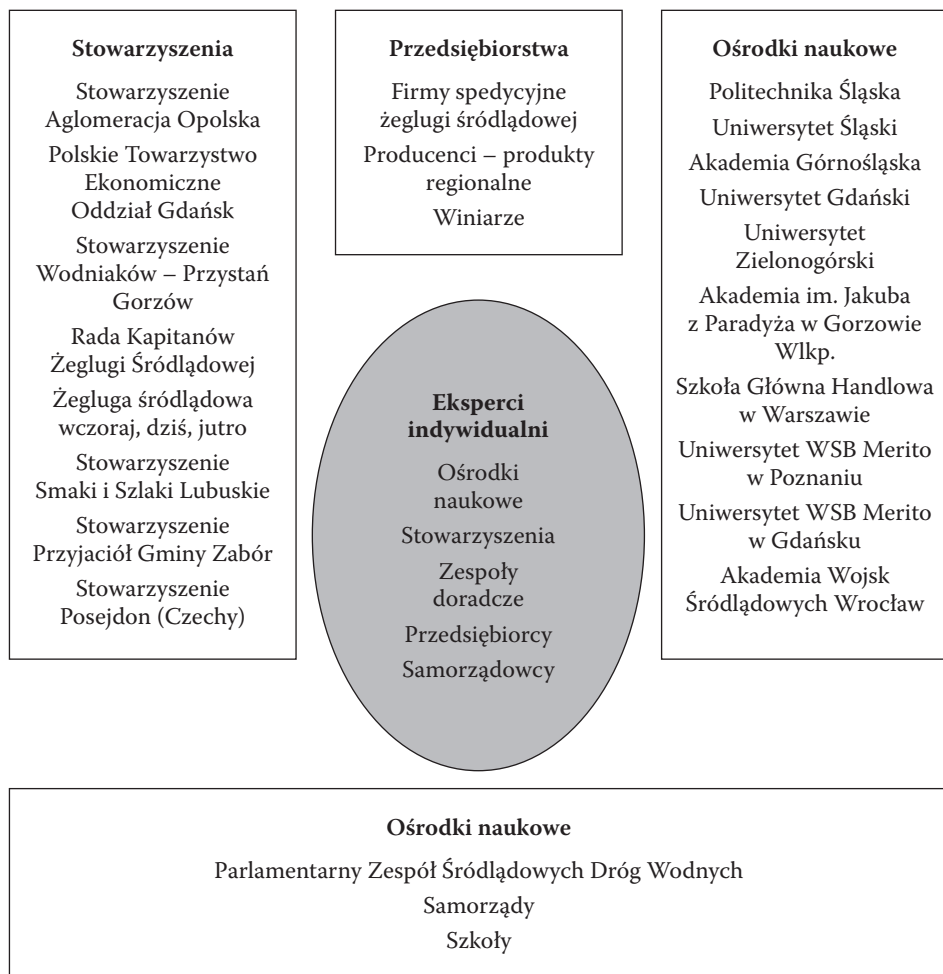 Stowarzyszenia
Stowarzyszenie
Aglomeracja Opolska
Polskie Towarzystwo
Ekonomiczne
Oddział Gdańsk
Stowarzyszenie
Wodniaków – Przystań
Gorzów
Rada Kapitanów
Żeglugi Śródlądowej
Żegluga śródlądowa
wczoraj, dziś, jutro
Stowarzyszenie
Smaki i Szlaki Lubuskie
Stowarzyszenie
Przyjaciół Gminy Zabór
Stowarzyszenie
Posejdon (Czechy)
Przedsiębiorstwa
Firmy spedycyjne
żeglugi śródlądowej
Producenci – produkty
regionalne
Winiarze
Eksperci
indywidualni
Ośrodki
naukowe
Stowarzyszenia
Zespoły
doradcze
Przedsiębiorcy
Samorządowcy
Ośrodki naukowe
Politechnika Śląska
Uniwersytet Śląski
Akademia Górnośląska
Uniwersytet Gdański
Uniwersytet
Zielonogórski
Akademia im. Jakuba
z Paradyża w Gorzowie
Wlkp.
Szkoła Główna Handlowa
w Warszawie
Uniwersytet WSB Merito
w Poznaniu
Uniwersytet WSB Merito
w Gdańsku
Akademia Wojsk
Śródlądowych Wrocław
Ośrodki naukowe
Parlamentarny Zespół Śródlądowych Dróg Wodnych
Samorządy
Szkoły